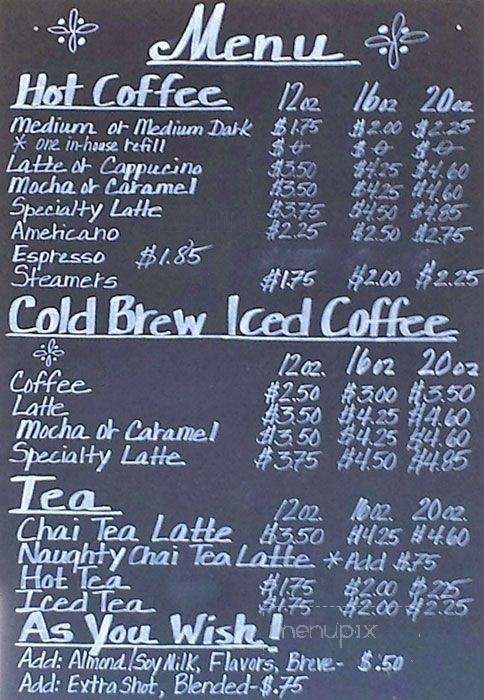 Menu
Hot Coffee 12oz 16oz 20oz
Medium or Medium Dark $1.75 $2.00 $2.25
* one in-house refill $0 $0 $0
Latte or Cappucino $3.50 $4.25 $4.60
Mocha or Caramel $3.50 $4.25 $4.60
Specialty Latte $3.75 $4.50 $4.85
Americano $2.25 $2.50 $2.75
Espresso $1.85
Steamers $1.75 $2.00 $2.25
Cold Brew Iced Coffee
12oz. 16oz 20oz
Coffee $2.50 $3.00 $3.50
Latte $3.50 $4.25 $4.60
Mocha or Caramel $3.50 $4.25 $4.60
Specialty Latte $3.75 $4.50 $4.85
Tea 12oz. 16oz. 20oz.
Chai Tea Latte $3.50 $4.25 $4.60
Naughty Chai Tea Latte *Add $.75
Hot Tea $1.75 $2.00 $2.25
Iced Tea $1.75 $2.00 $2.25
As You Wish!
menupix
Add: Almond/Soy Milk, Flavors, Breve- $.50
Add: Extra Shot, Blended- $.75